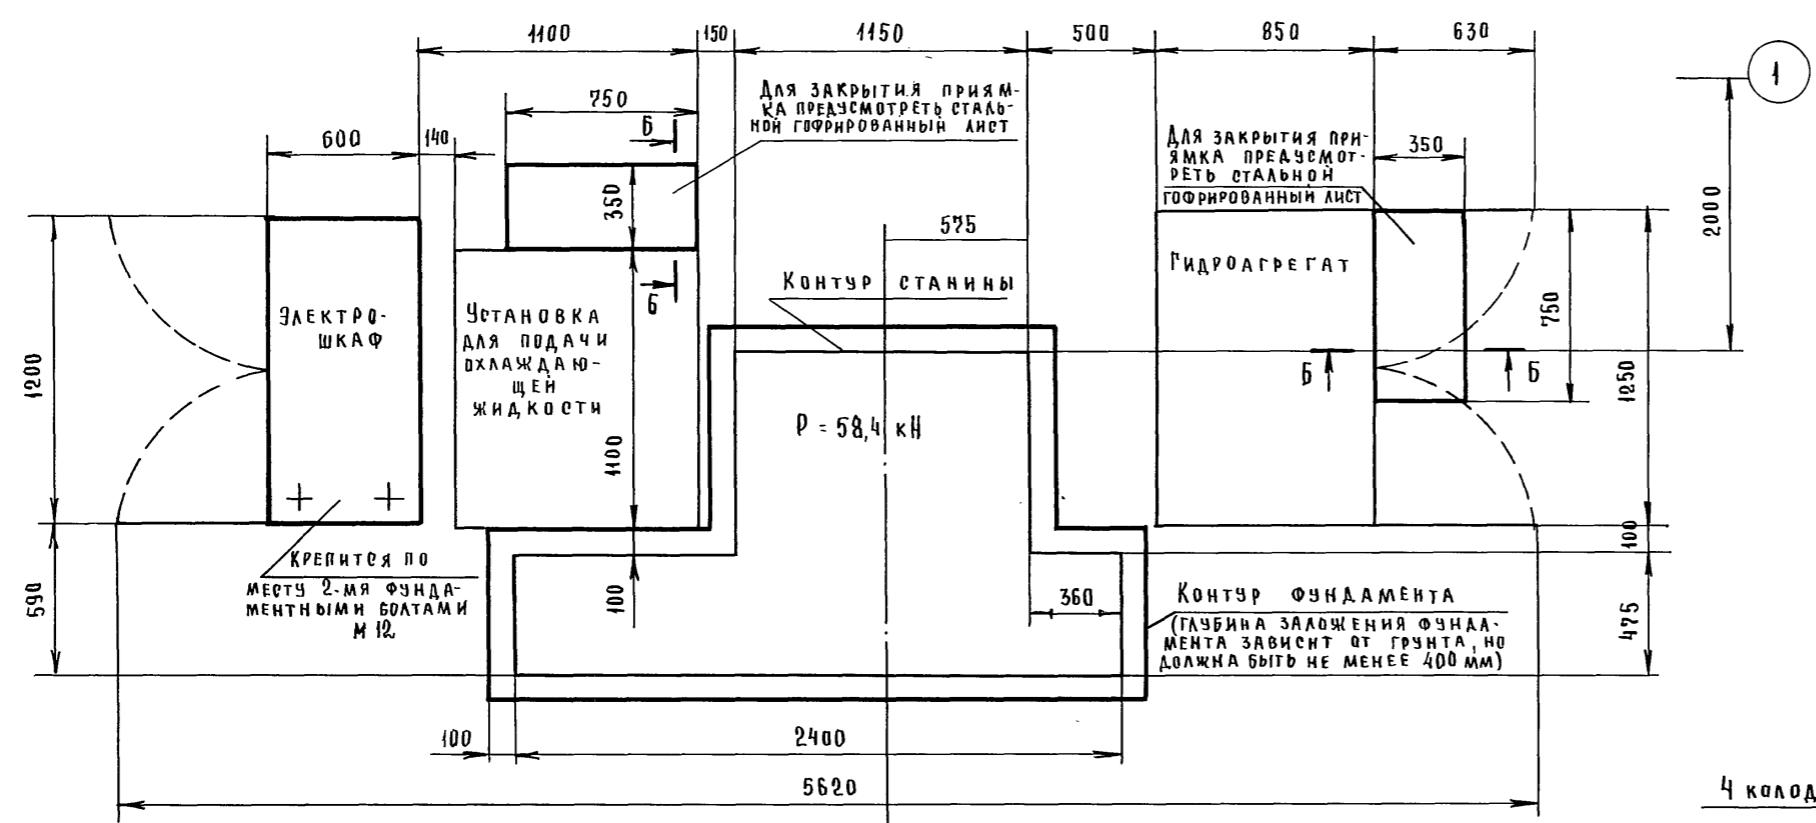 1100
150
1150
500
850
630
1
750
Для закрытия приям-
ка предусмотреть сталь-
ной гофрированный лист
Б
600
140
Для закрытия при-
ямка предусмот-
реть стальной
гофрированный лист
350
2000
350
575
Гидроагрегат
Контур станины
Б
Электро-
шкаф
Установка
для подачи
охлаждаю-
щей
жидкости
1200
750
1250
Б
Б
P = 58,4 кН
1100
100
Крепится по
месту 2-мя фунда-
ментными болтами
М 12
590
100
360
Контур фундамента
(глубина заложения фунда-
мента зависит от грунта, но
должна быть не менее 400 мм)
475
100
2400
5620
4 колод